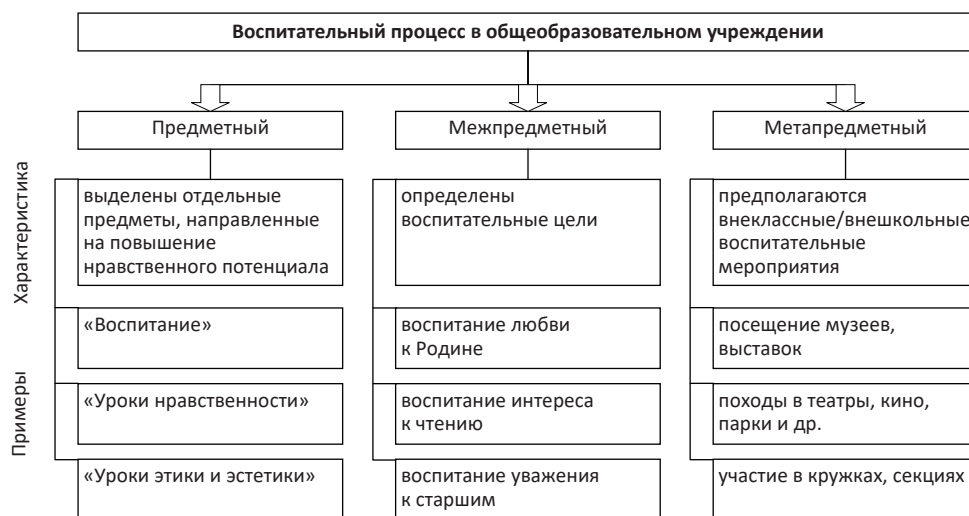 Воспитательный процесс в общеобразовательном учреждении
Предметный
Межпредметный
Метапредметный
Характеристика
выделены отдельные
предметы, направленные
на повышение
нравственного потенциала
определены
воспитательные цели
предполагаются
внеклассные/внешкольные
воспитательные
мероприятия
Примеры
«Воспитание»
воспитание любви
к Родине
посещение музеев,
выставок
«Уроки нравственности»
воспитание интереса
к чтению
походы в театры, кино,
парки и др.
«Уроки этики и эстетики»
воспитание уважения
к старшим
участие в кружках, секциях